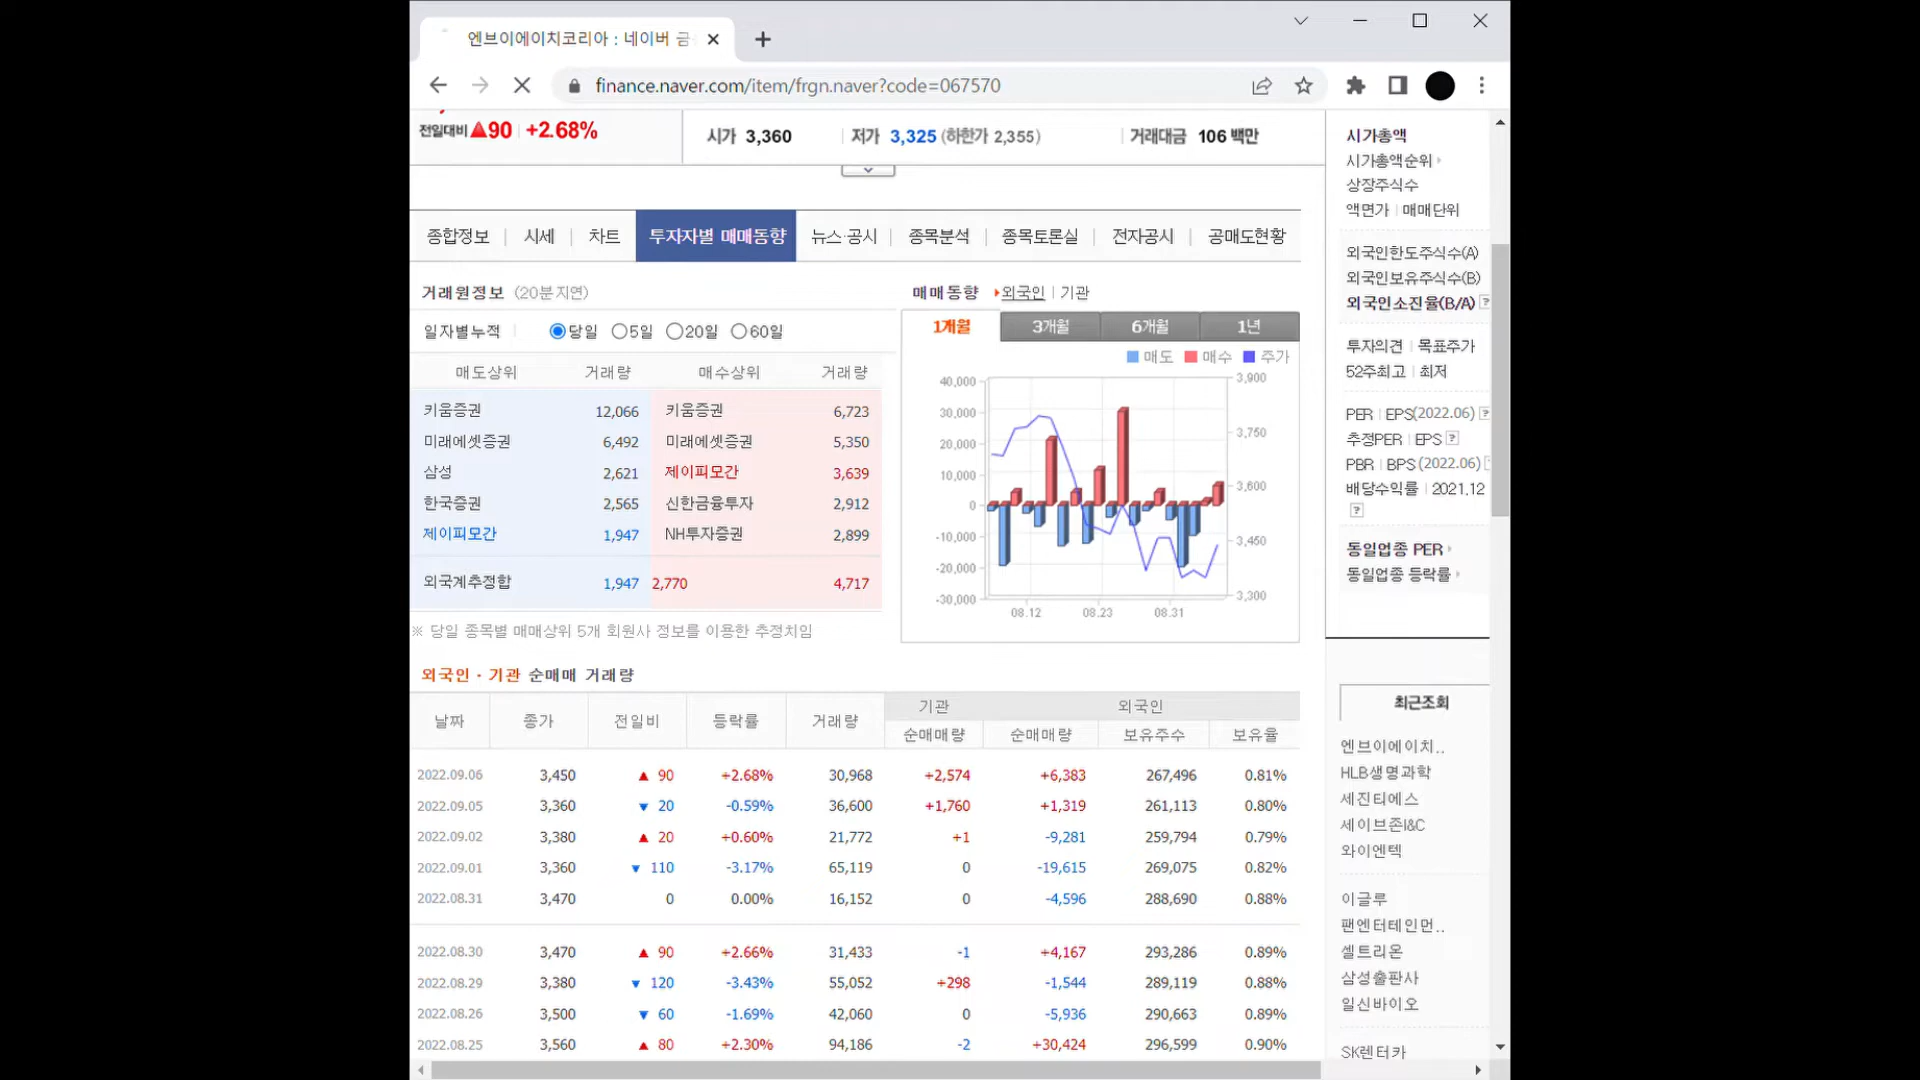 엔브이에이치코리아 : 네이버 금
finance.naver.com/item/frgn.naver?code=067570
전일대비 ▲90 +2.68%
시가 3,360 저가 3,325 (하한가 2,355) 거래대금 106 백만
종합정보 시세 차트 투자자별 매매동향 뉴스·공시 종목분석 종목토론실 전자공시 공매도현황
거래원정보 (20분지연)
일자별누적 당일 5일 20일 60일
매도상위 거래량 매수상위 거래량
키움증권 12,066 키움증권 6,723
미래에셋증권 6,492 미래에셋증권 5,350
삼성 2,621 제이피모간 3,639
한국증권 2,565 신한금융투자 2,912
제이피모간 1,947 NH투자증권 2,899
외국계추정합 1,947 2,770 4,717
※ 당일 종목별 매매상위 5개 회원사 정보를 이용한 추정치임
매매동향 외국인 기관
1개월 3개월 6개월 1년
매도 매수 주가
40,000
30,000
20,000
10,000
0
-10,000
-20,000
-30,000
3,900
3,750
3,600
3,450
3,300
08.12 08.23 08.31
외국인·기관 순매매 거래량
날짜 종가 전일비 등락률 거래량 기관 외국인
순매매량 순매매량 보유주수 보유율
2022.09.06 3,450 ▲ 90 +2.68% 30,968 +2,574 +6,383 267,496 0.81%
2022.09.05 3,360 ▼ 20 -0.59% 36,600 +1,760 +1,319 261,113 0.80%
2022.09.02 3,380 ▲ 20 +0.60% 21,772 +1 -9,281 259,794 0.79%
2022.09.01 3,360 ▼ 110 -3.17% 65,119 0 -19,615 269,075 0.82%
2022.08.31 3,470 0 0.00% 16,152 0 -4,596 288,690 0.88%
2022.08.30 3,470 ▲ 90 +2.66% 31,433 -1 +4,167 293,286 0.89%
2022.08.29 3,380 ▼ 120 -3.43% 55,052 +298 -1,544 289,119 0.88%
2022.08.26 3,500 ▼ 60 -1.69% 42,060 0 -5,936 290,663 0.89%
2022.08.25 3,560 ▲ 80 +2.30% 94,186 -2 +30,424 296,599 0.90%
시가총액
시가총액순위
상장주식수
액면가 매매단위
외국인한도주식수(A)
외국인보유주식수(B)
외국인소진율(B/A) ?
투자의견 목표주가
52주최고 최저
PER EPS(2022.06) ?
추정PER EPS ?
PBR BPS (2022.06)
배당수익률 2021.12
?
동일업종 PER
동일업종 등락률
최근조회
엔브이에이치..
HLB생명과학
세진티에스
세이브존I&C
와이엔텍
이글루
팬엔터테인먼..
셀트리온
삼성출판사
일신바이오
SK렌터카